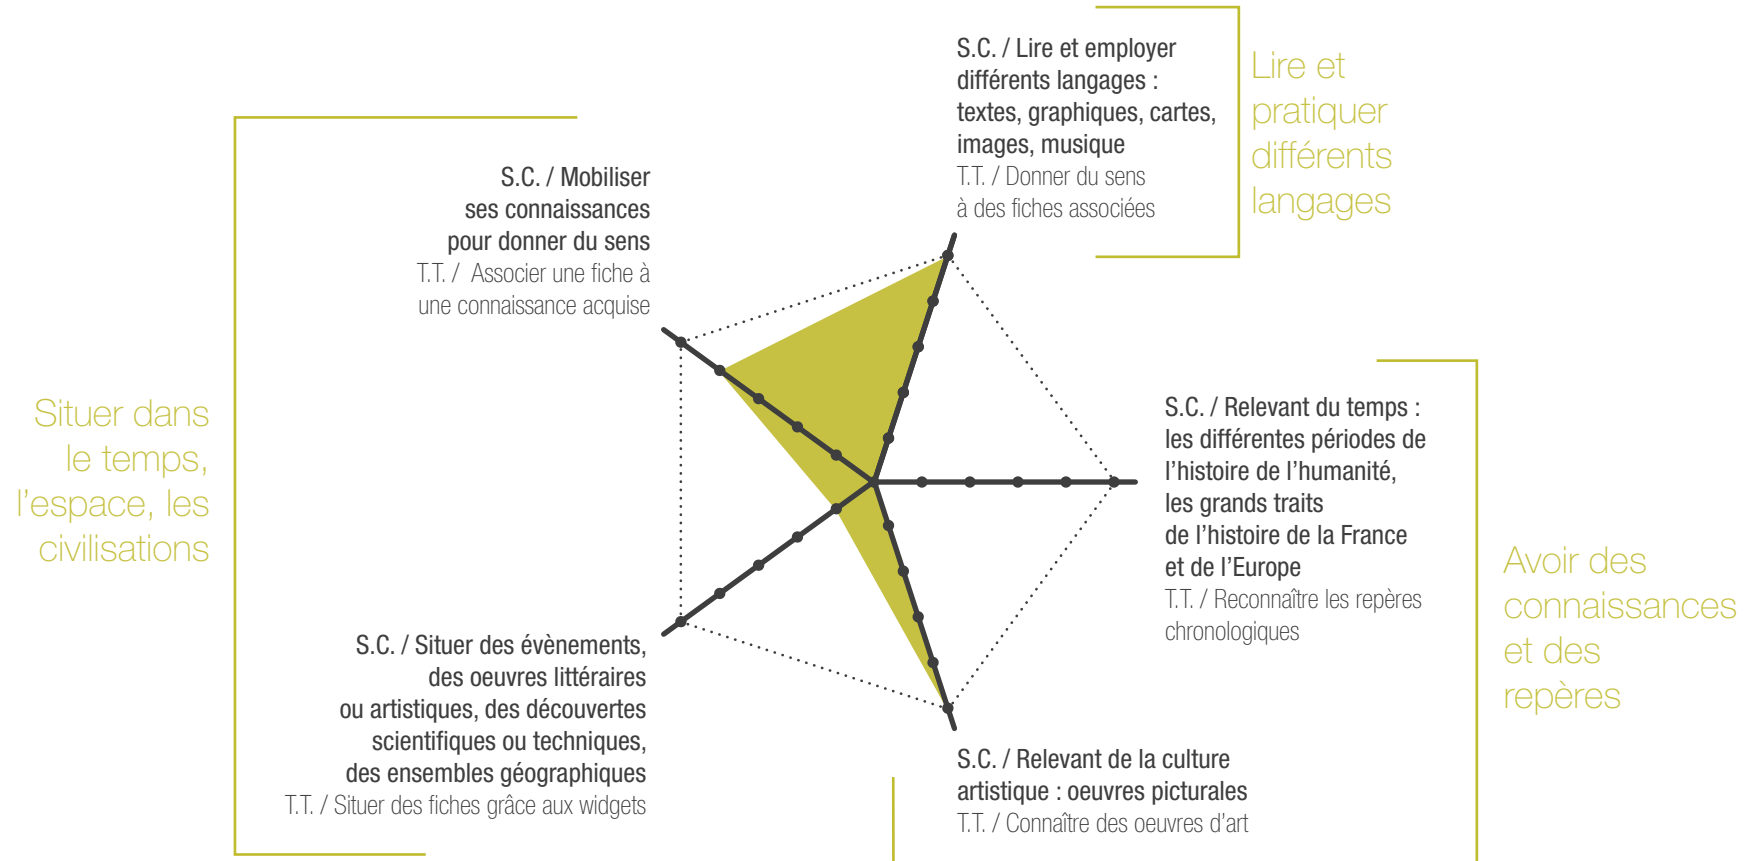 S.C. / Lire et employer
différents langages :
textes, graphiques, cartes,
images, musique
T.T. / Donner du sens
à des fiches associées
Lire et
pratiquer
différents
langages
S.C. / Mobiliser
ses connaissances
pour donner du sens
T.T. /  Associer une fiche à
une connaissance acquise
Situer dans
le temps,
l'espace, les
civilisations
S.C. / Relevant du temps :
les différentes périodes de
l'histoire de l'humanité,
les grands traits
de l'histoire de la France
et de l'Europe
T.T. / Reconnaître les repères
chronologiques
Avoir des
connaissances
et des
repères
S.C. / Situer des évènements,
des oeuvres littéraires
ou artistiques, des découvertes
scientifiques ou techniques,
des ensembles géographiques
T.T. / Situer des fiches grâce aux widgets
S.C. / Relevant de la culture
artistique : oeuvres picturales
T.T. / Connaître des oeuvres d'art